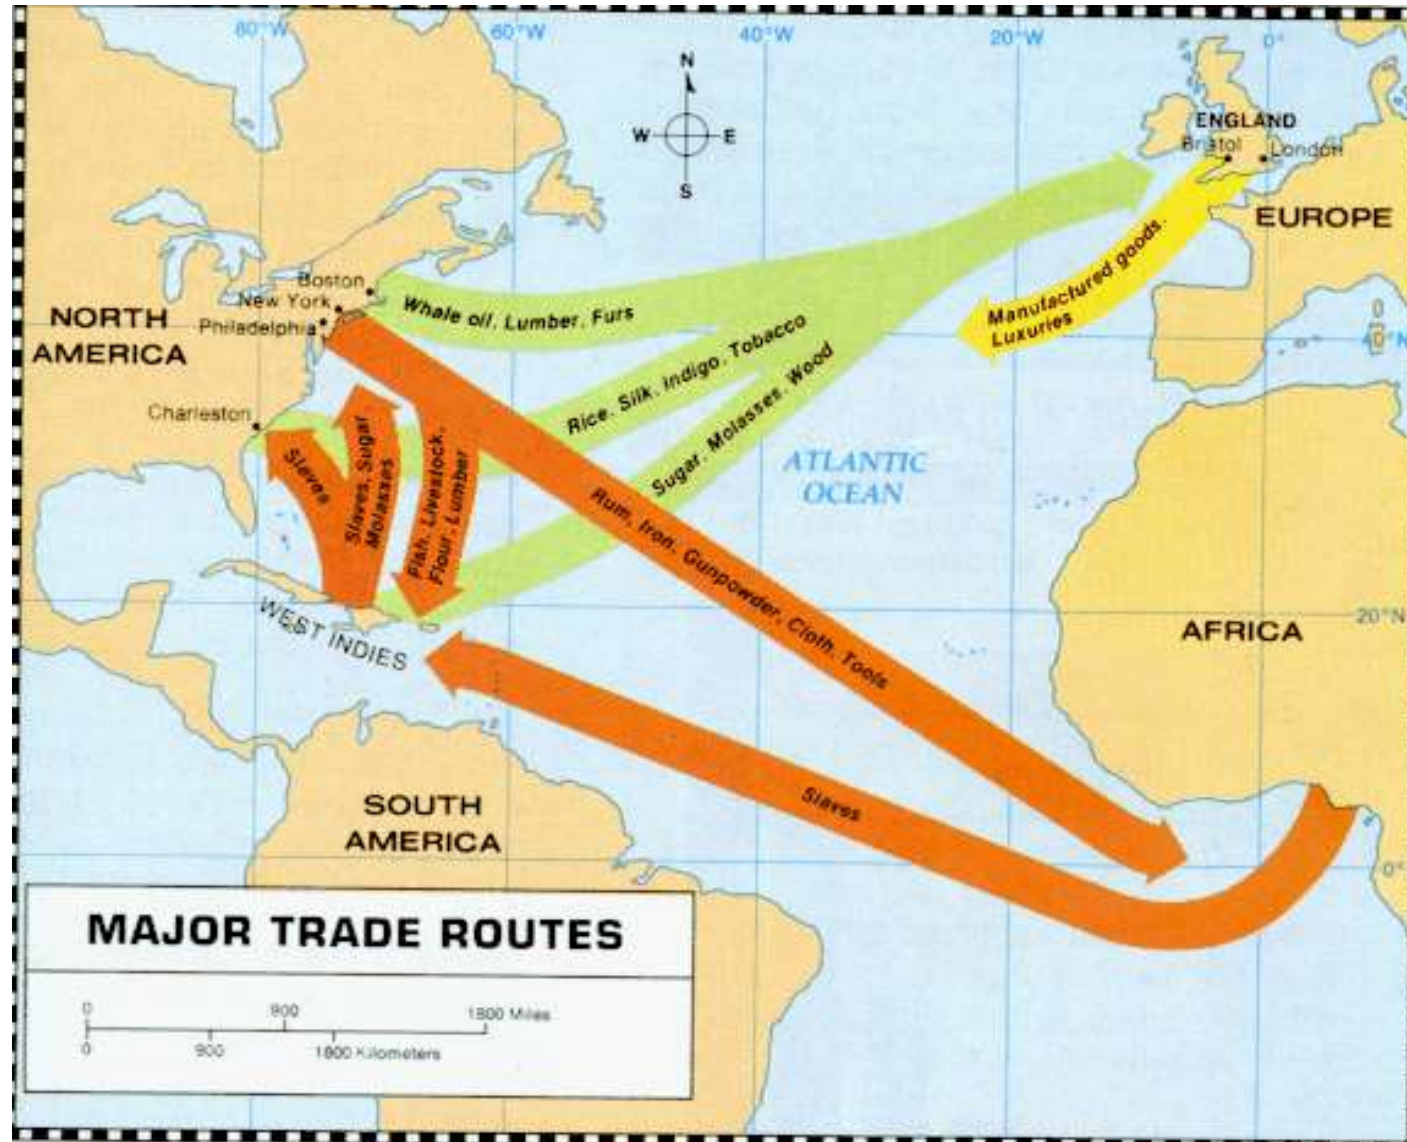 80°W
60°W
40°W
20°W
0°
N
W
E
S
ENGLAND
Bristol
London
EUROPE
Manufactured goods.
Luxuries
Boston
New York
Philadelphia
NORTH
AMERICA
Whale oil. Lumber. Furs
40°N
Rice. Silk. Indigo. Tobacco
Sugar. Molasses. Wood
Charleston
Slaves
Slaves, Sugar
Molasses
Fish. Livestock.
Flour. Lumber
ATLANTIC
OCEAN
Rum. Iron. Gunpowder. Cloth. Tools
WEST INDIES
AFRICA
20°N
Slaves
SOUTH
AMERICA
0°
MAJOR TRADE ROUTES
0
900
1800 Miles
0
900
1800 Kilometers